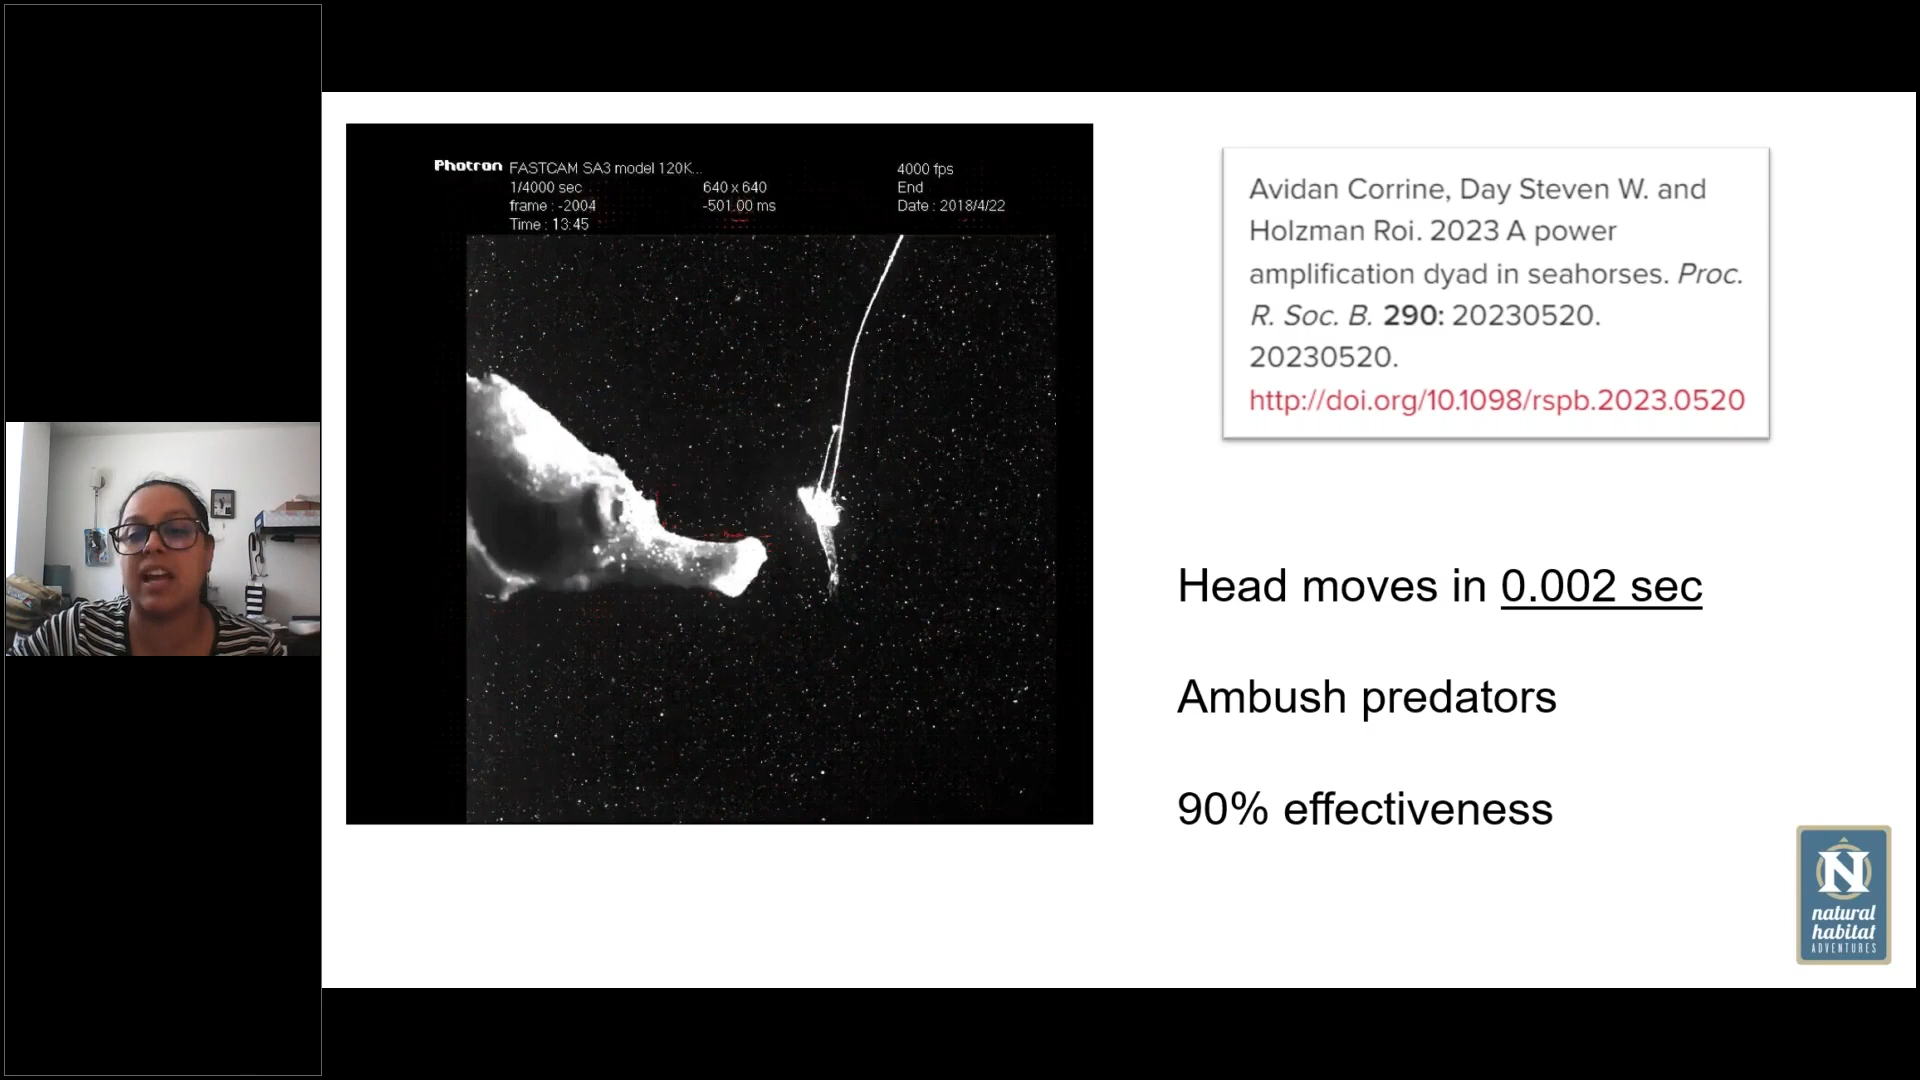 Photron FASTCAM SA3 model 120K... 4000 fps
1/4000 sec 640 x 640 End
frame : -2004 -501.00 ms Date : 2018/4/22
Time : 13:45
Avidan Corrine, Day Steven W. and
Holzman Roi. 2023 A power
amplification dyad in seahorses. Proc.
R. Soc. B. 290: 20230520.
20230520.
http://doi.org/10.1098/rspb.2023.0520
Head moves in 0.002 sec
Ambush predators
90% effectiveness
N
natural
habitat
ADVENTURES